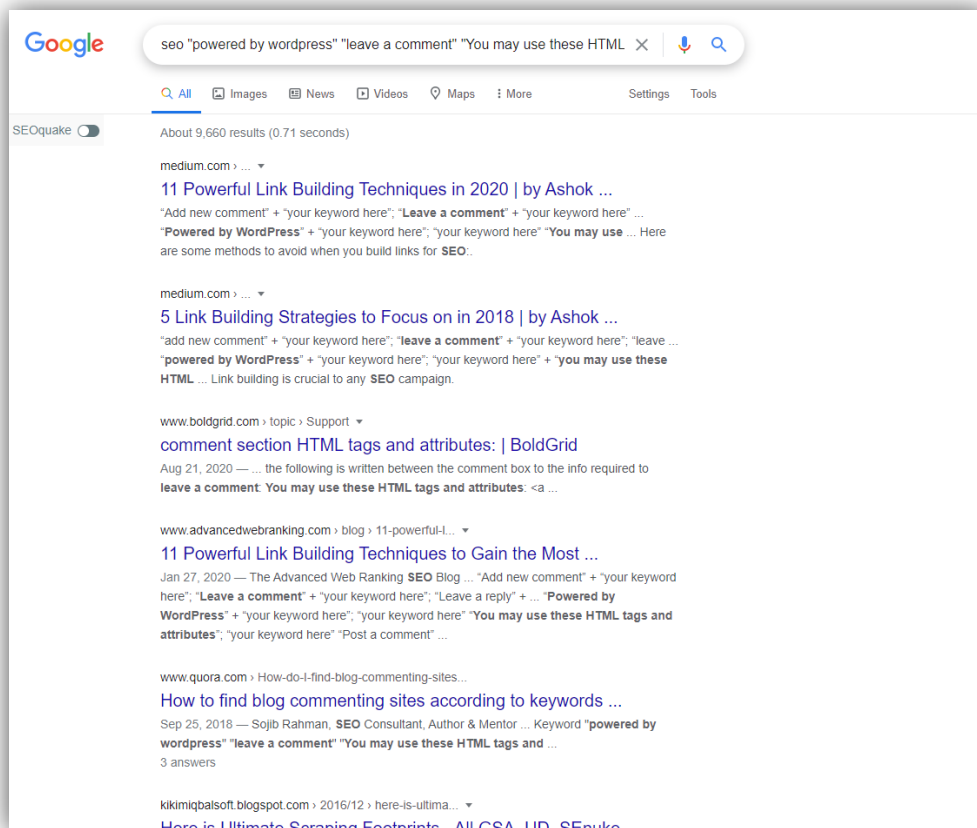 Google
seo "powered by wordpress" "leave a comment" "You may use these HTML
All Images News Videos Maps More Settings Tools
SEOquake
About 9,660 results (0.71 seconds)
medium.com › ...
11 Powerful Link Building Techniques in 2020 | by Ashok ...
“Add new comment” + “your keyword here”; “Leave a comment” + “your keyword here” ...
“Powered by WordPress” + “your keyword here”; “your keyword here” “You may use ... Here
are some methods to avoid when you build links for SEO:.
medium.com › ...
5 Link Building Strategies to Focus on in 2018 | by Ashok ...
“add new comment” + “your keyword here”; “leave a comment” + “your keyword here”; “leave ...
“powered by WordPress” + “your keyword here”; “your keyword here” + “you may use these
HTML ... Link building is crucial to any SEO campaign.
www.boldgrid.com › topic › Support
comment section HTML tags and attributes: | BoldGrid
Aug 21, 2020 — ... the following is written between the comment box to the info required to
leave a comment: You may use these HTML tags and attributes: <a ...
www.advancedwebranking.com › blog › 11-powerful-l...
11 Powerful Link Building Techniques to Gain the Most ...
Jan 27, 2020 — The Advanced Web Ranking SEO Blog ... “Add new comment” + “your keyword
here”; “Leave a comment” + “your keyword here”; “Leave a reply” + ... “Powered by
WordPress” + “your keyword here”; “your keyword here” “You may use these HTML tags and
attributes”; “your keyword here” “Post a comment” ...
www.quora.com › How-do-I-find-blog-commenting-sites...
How to find blog commenting sites according to keywords ...
Sep 25, 2018 — Sojib Rahman, SEO Consultant, Author & Mentor ... Keyword "powered by
wordpress" "leave a comment" "You may use these HTML tags and ...
3 answers
kikimiqbalsoft.blogspot.com › 2016/12 › here-is-ultima...
Here is Ultimate Scraping Footprints - All GSA, UD, SEnuke